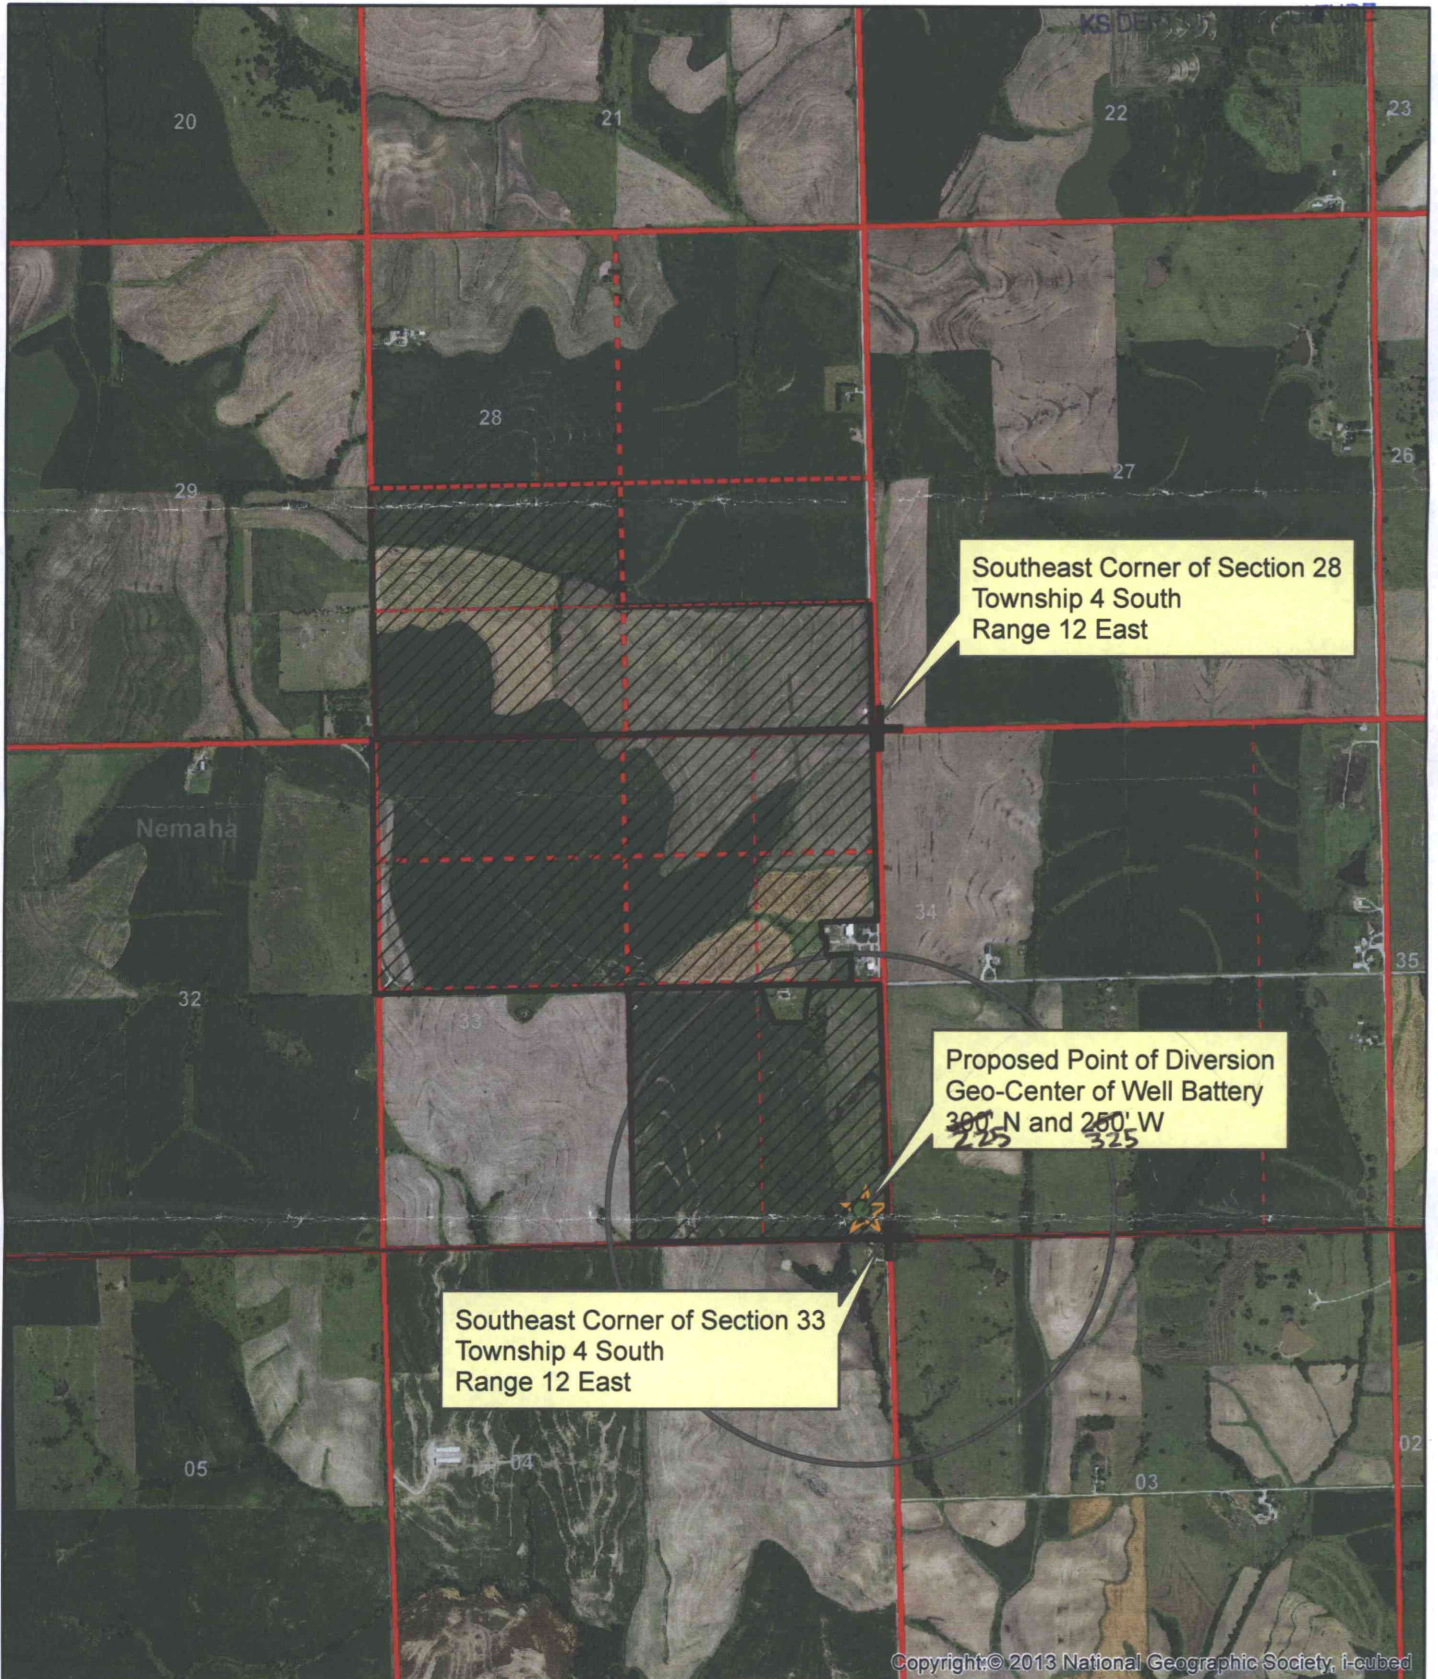 KS DEPT OF
20
21
22
23
28
27
26
29
Southeast Corner of Section 28
Township 4 South
Range 12 East
Nemaha
34
35
32
33
Proposed Point of Diversion
Geo-Center of Well Battery
300' N and 250' W
225 325
Southeast Corner of Section 33
Township 4 South
Range 12 East
05
04
03
02
Copyright:© 2013 National Geographic Society, i-cubed